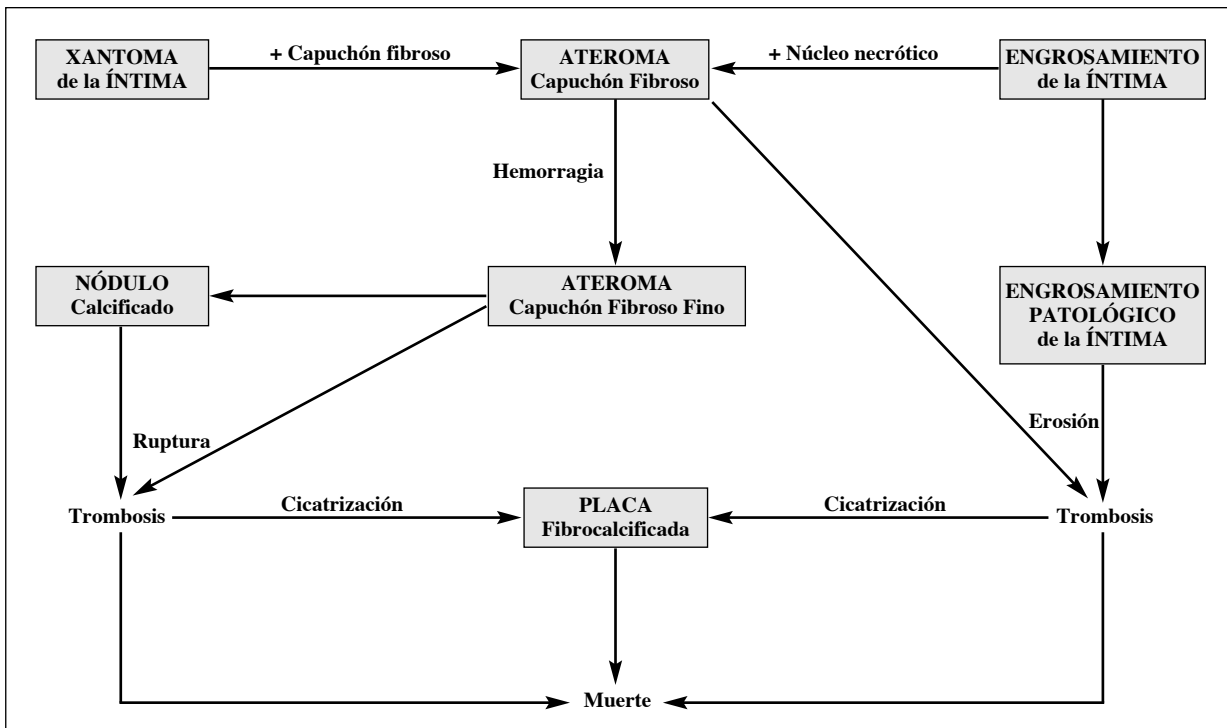 XANTOMA
de la ÍNTIMA
+ Capuchón fibroso
ATEROMA
Capuchón Fibroso
+ Núcleo necrótico
ENGROSAMIENTO
de la ÍNTIMA
Hemorragia
NÓDULO
Calcificado
ATEROMA
Capuchón Fibroso Fino
ENGROSAMIENTO
PATOLÓGICO
de la ÍNTIMA
Ruptura
Erosión
Trombosis
Cicatrización
PLACA
Fibrocalcificada
Cicatrización
Trombosis
Muerte